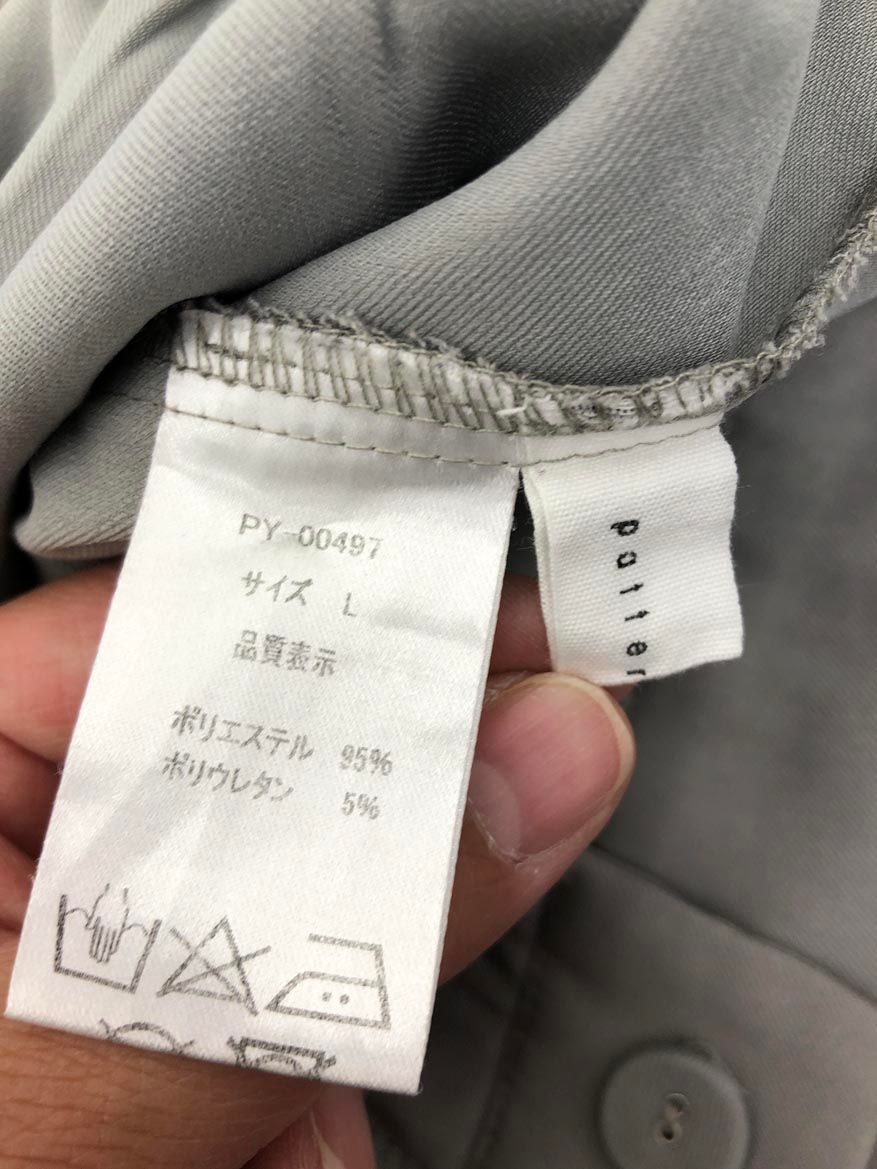 PY-00497
サイズ L
品質表示
ポリエステル 95%
ポリウレタン 5%
patter